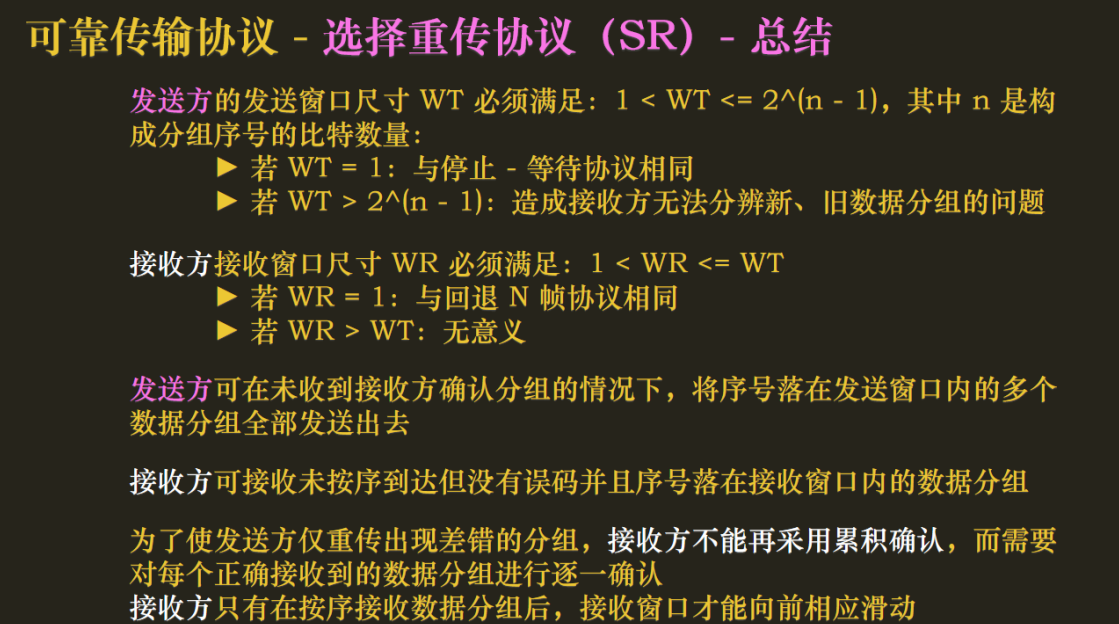 可靠传输协议 - 选择重传协议（SR）- 总结
发送方的发送窗口尺寸 WT 必须满足：1 < WT <= 2^(n - 1)，其中 n 是构
成分组序号的比特数量：
▶ 若 WT = 1：与停止 - 等待协议相同
▶ 若 WT > 2^(n - 1)：造成接收方无法分辨新、旧数据分组的问题
接收方接收窗口尺寸 WR 必须满足：1 < WR <= WT
▶ 若 WR = 1：与回退 N 帧协议相同
▶ 若 WR > WT：无意义
发送方可在未收到接收方确认分组的情况下，将序号落在发送窗口内的多个
数据分组全部发送出去
接收方可接收未按序到达但没有误码并且序号落在接收窗口内的数据分组
为了使发送方仅重传出现差错的分组，接收方不能再采用累积确认，而需要
对每个正确接收到的数据分组进行逐一确认
接收方只有在按序接收数据分组后，接收窗口才能向前相应滑动